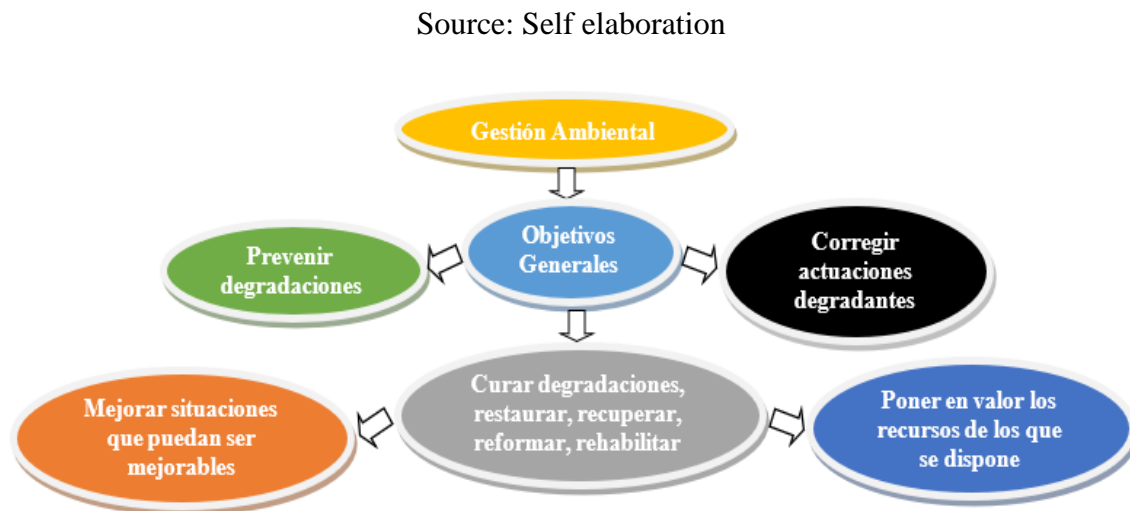 Source: Self elaboration
Gestión Ambiental
Objetivos
Generales
Prevenir
degradaciones
Corregir
actuaciones
degradantes
Curar degradaciones,
restaurar, recuperar,
reformar, rehabilitar
Mejorar situaciones
que puedan ser
mejorables
Poner en valor los
recursos de los que
se dispone